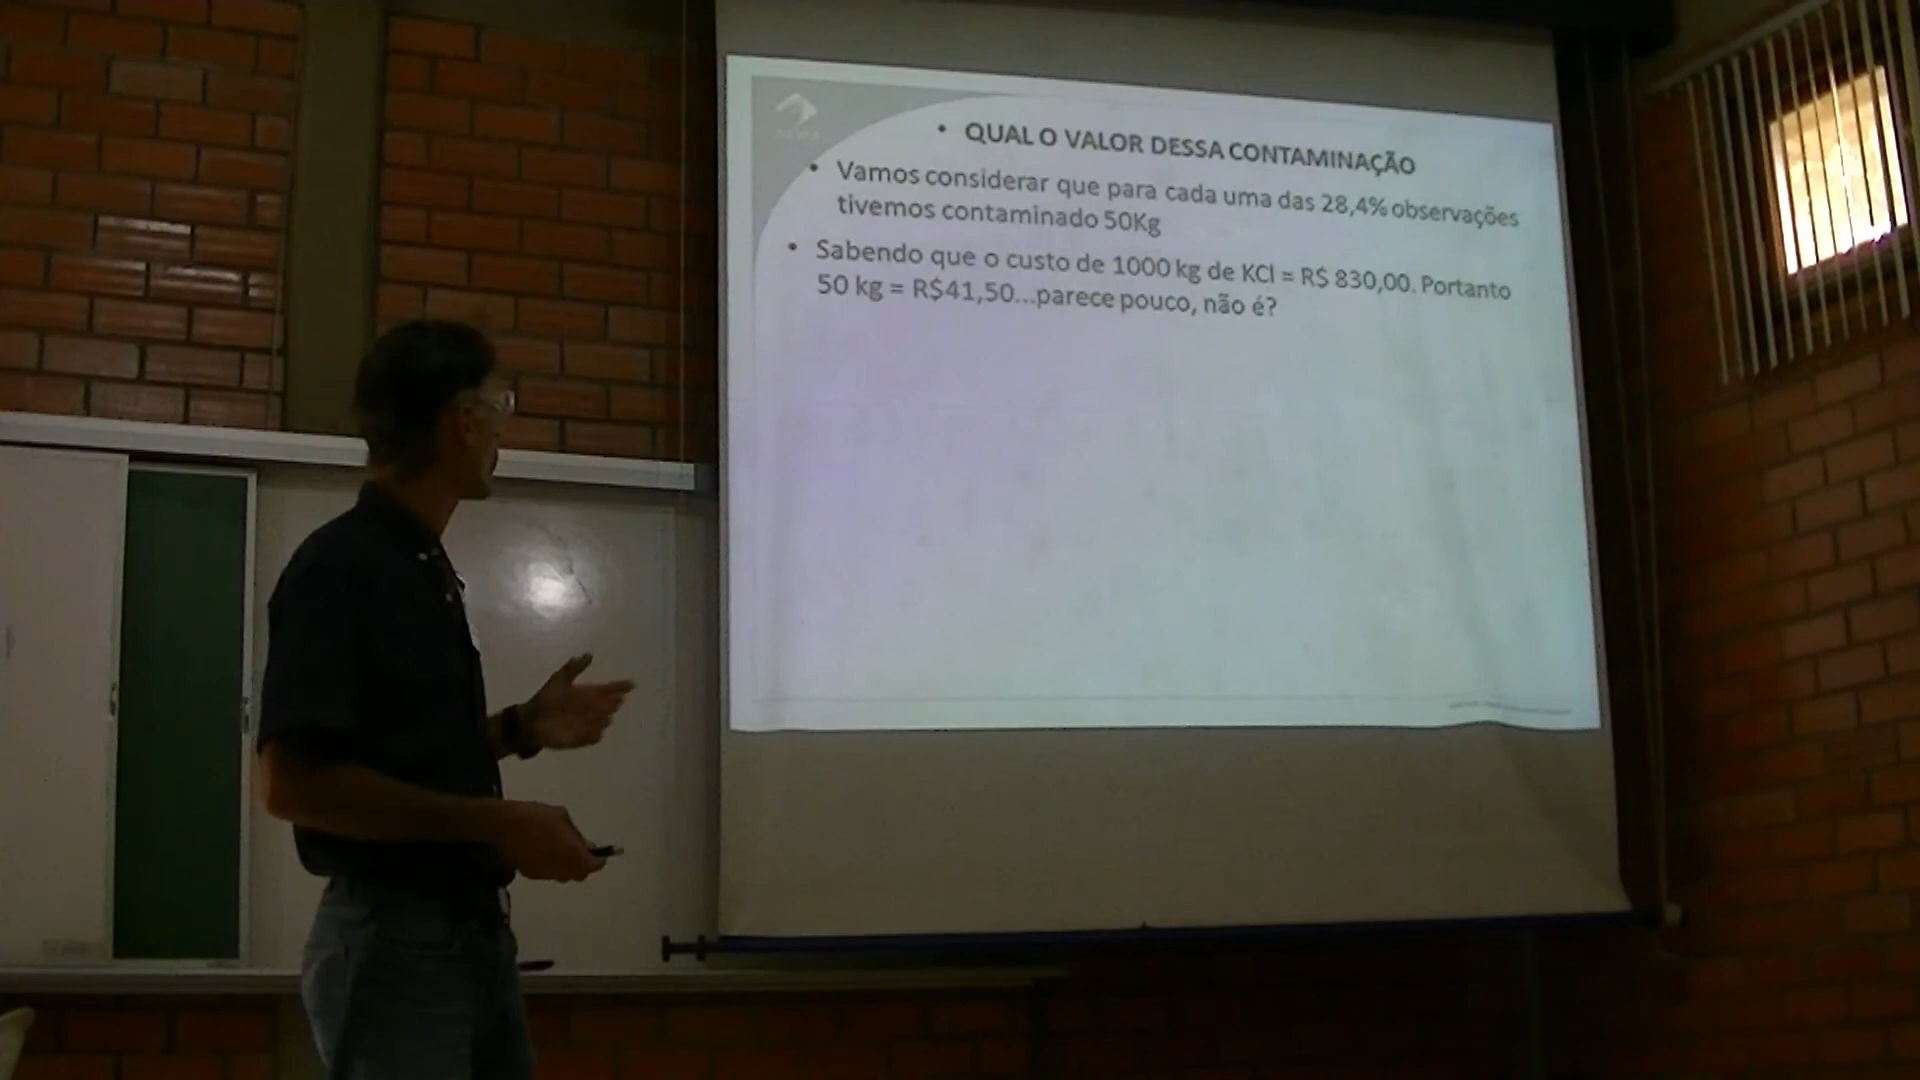 • QUAL O VALOR DESSA CONTAMINAÇÃO
• Vamos considerar que para cada uma das 28,4% observações
tivemos contaminado 50Kg
• Sabendo que o custo de 1000 kg de KCl = R$ 830,00. Portanto
50 kg = R$41,50...parece pouco, não é?